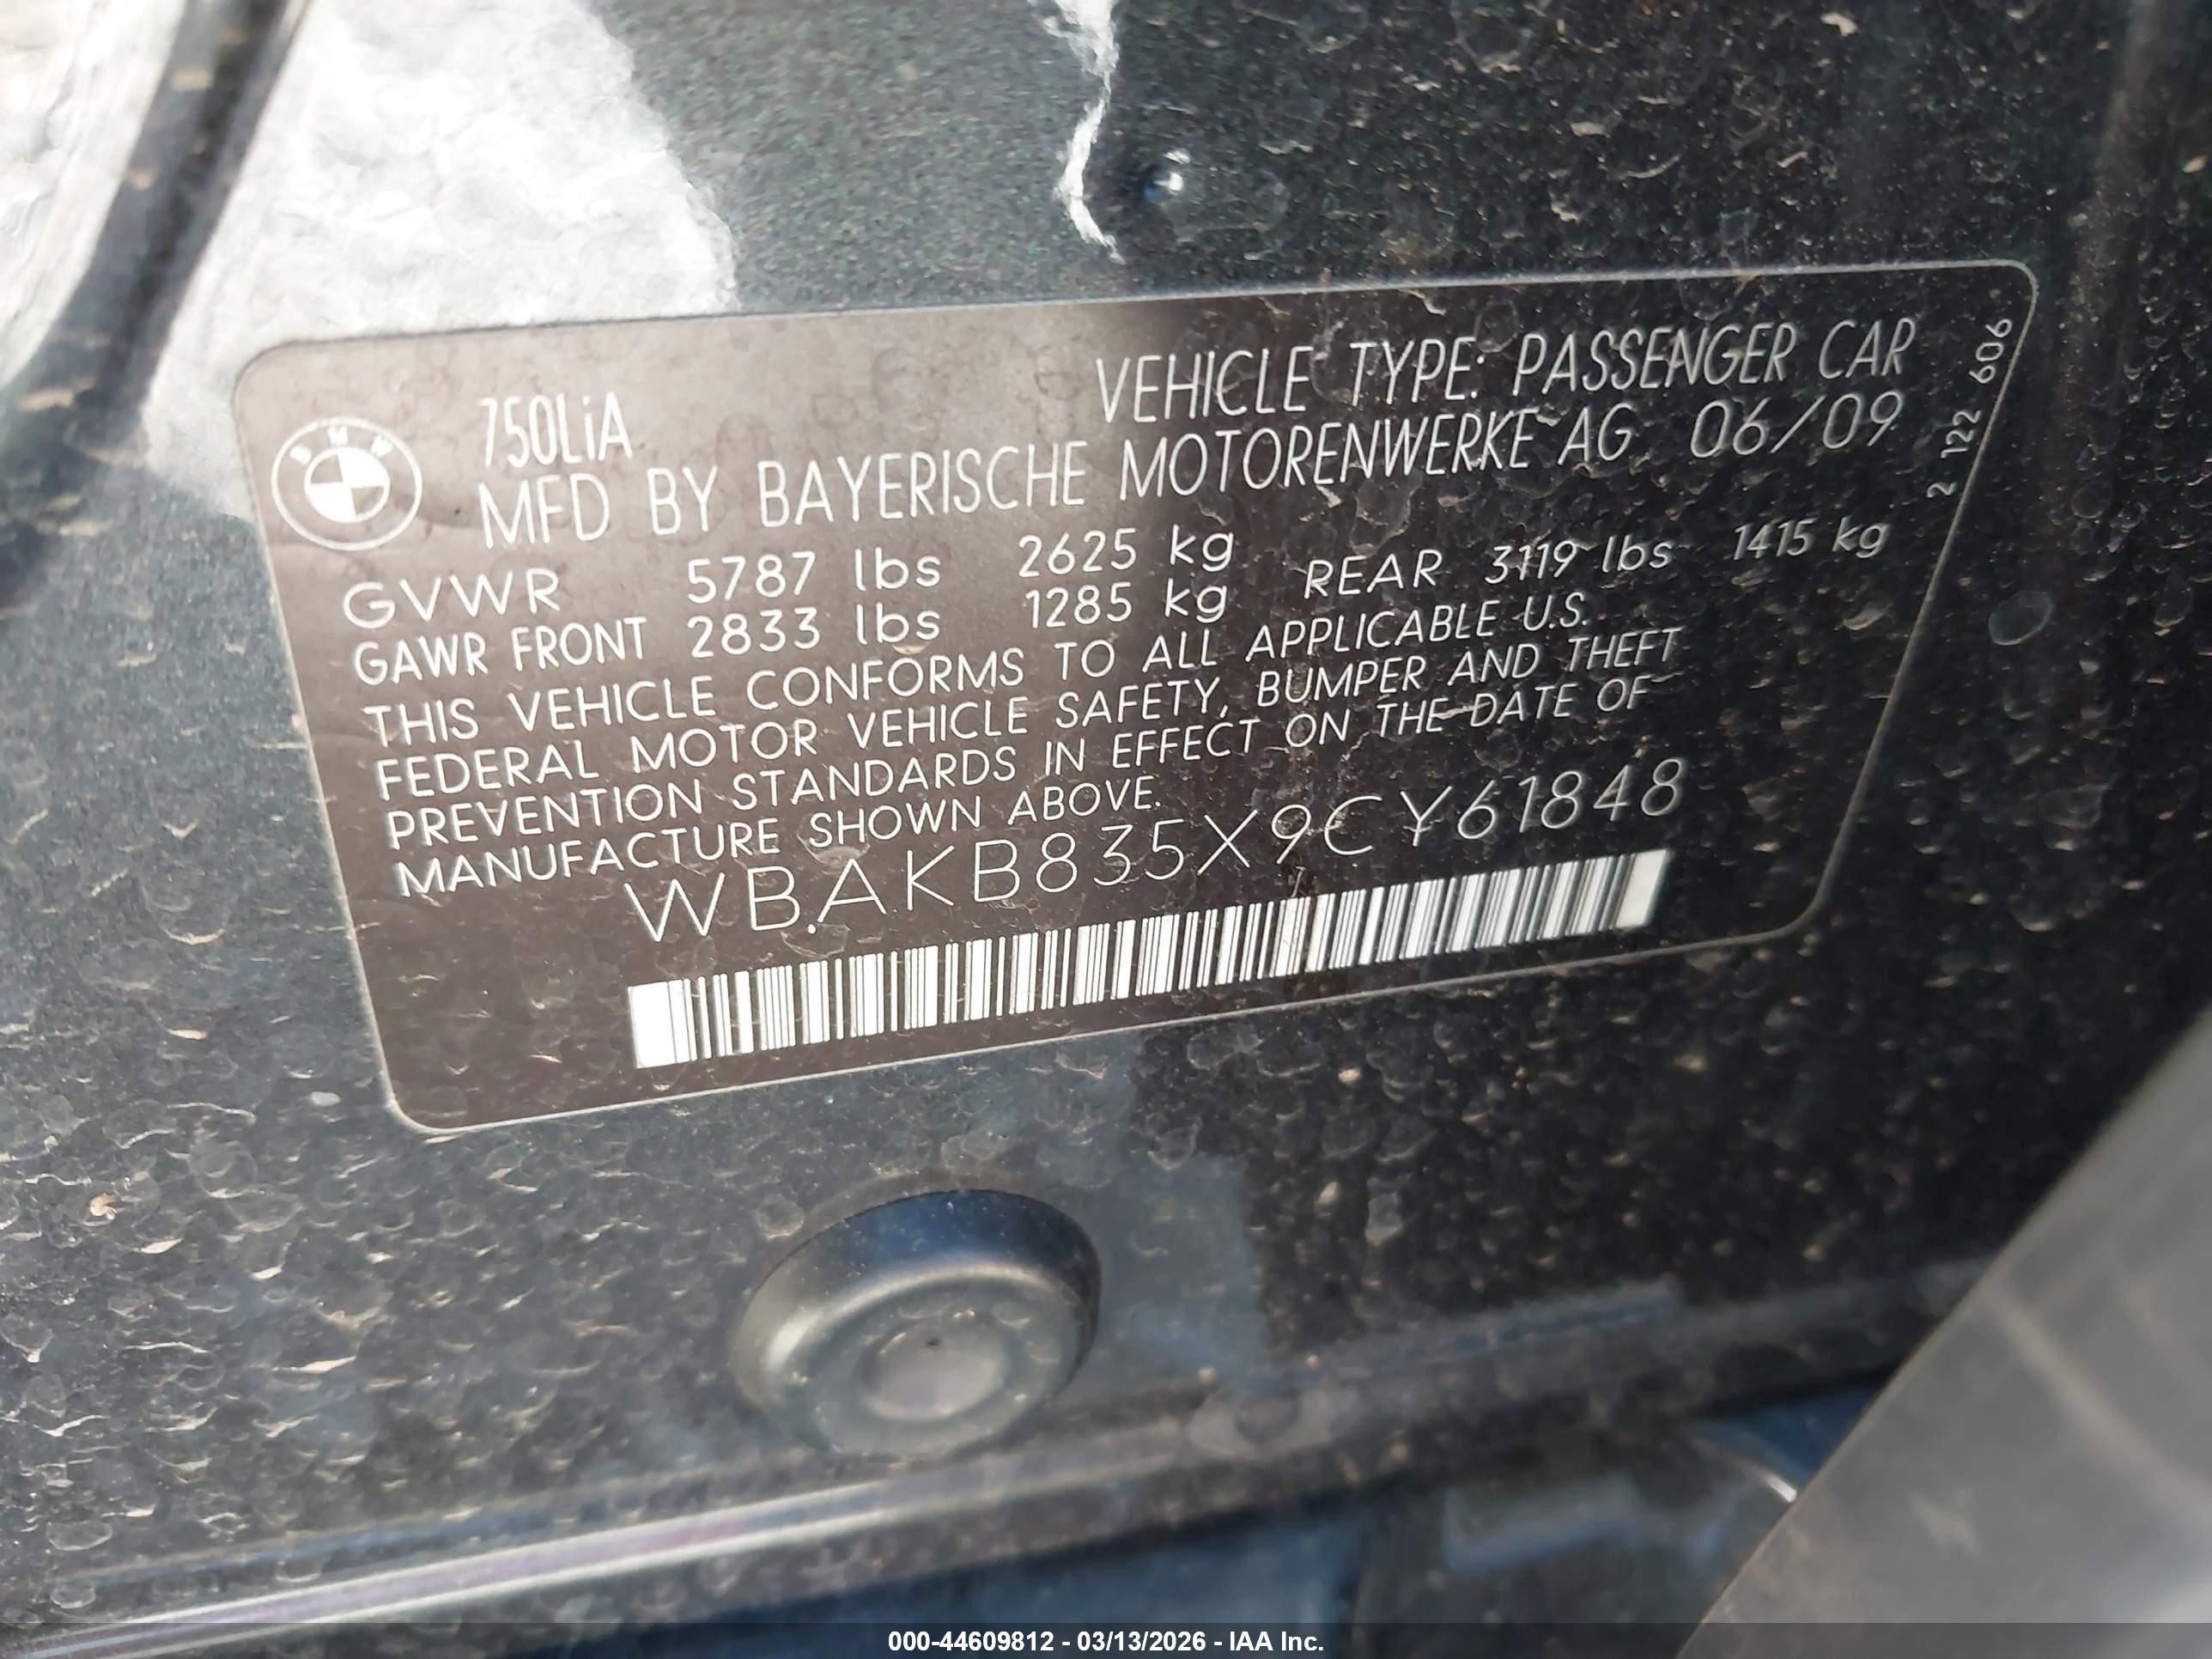 BMW
750LiA
VEHICLE TYPE: PASSENGER CAR
MFD BY BAYERISCHE MOTORENWERKE AG 06/09
GVWR 5787 lbs 2625 kg
GAWR FRONT 2833 lbs 1285 kg REAR 3119 lbs 1415 kg
THIS VEHICLE CONFORMS TO ALL APPLICABLE U.S.
FEDERAL MOTOR VEHICLE SAFETY, BUMPER AND THEFT
PREVENTION STANDARDS IN EFFECT ON THE DATE OF
MANUFACTURE SHOWN ABOVE.
WBAKB835X9CY61848
2 122 606
000-44609812 - 03/13/2026 - IAA Inc.